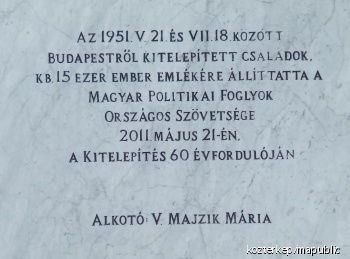 AZ 1951. V. 21. ÉS VII. 18. KÖZÖTT
BUDAPESTRŐL KITELEPÍTETT CSALÁDOK,
KB. 15 EZER EMBER EMLÉKÉRE ÁLLÍTTATTA A
MAGYAR POLITIKAI FOGLYOK
ORSZÁGOS SZÖVETSÉGE
2011. MÁJUS 21-ÉN,
A KITELEPÍTÉS 60 ÉVFORDULÓJÁN
ALKOTÓ: V. MAJZIK MÁRIA
kozterkep/mapublic